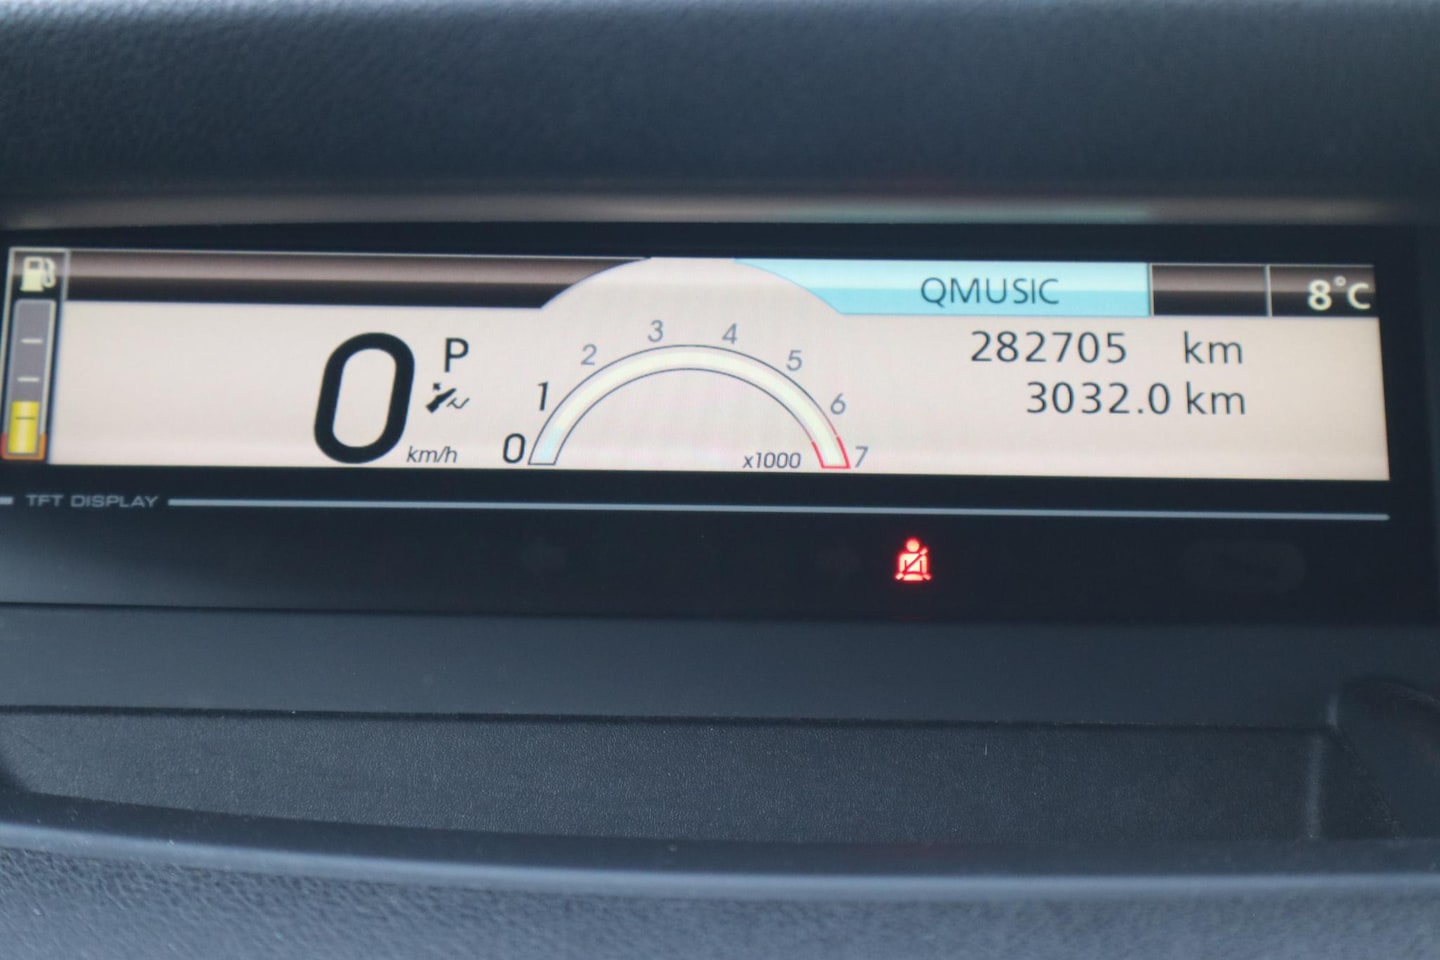 QMUSIC
8°C
282705 km
3032.0 km
0 P
km/h
0 1 2 3 4 5 6 7
x1000
TFT DISPLAY